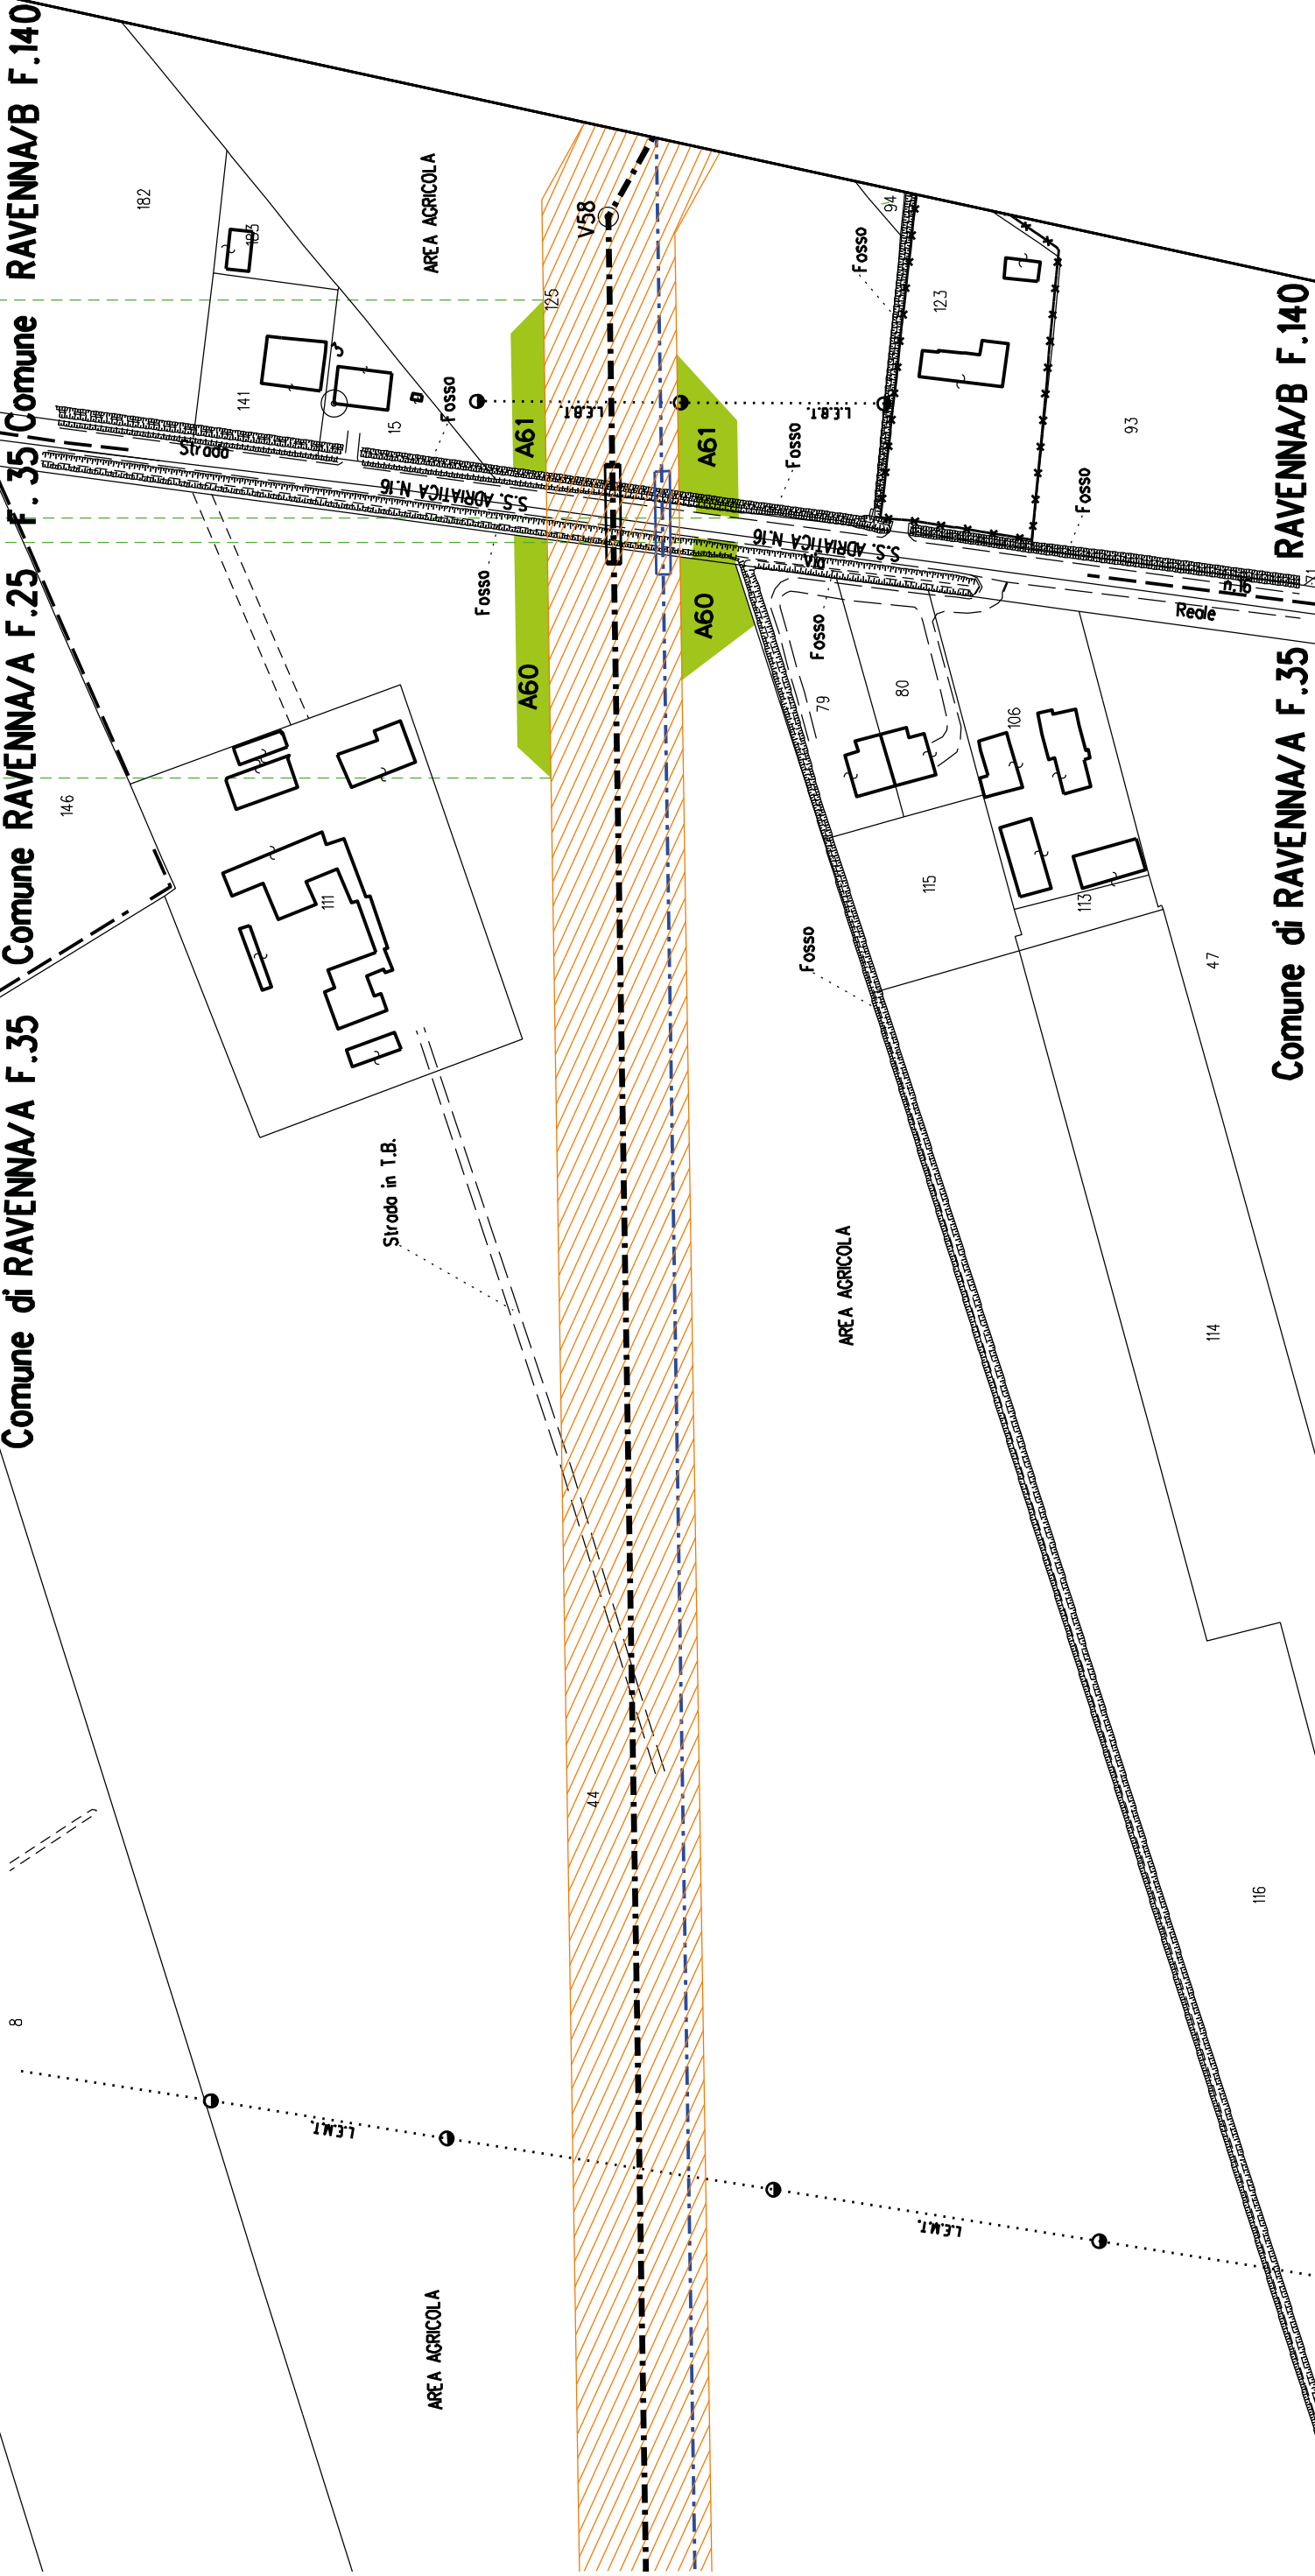 Comune di RAVENNA/A F.35
Comune RAVENNA/A F.25
F. 35
Comune RAVENNA/B F.140
8
146
111
141
182
183
15
3
Strada
AREA AGRICOLA
Strada in T.B.
AREA AGRICOLA
Fosso
Fosso
S.S. ADRIATICA N.16
A60
A61
125
V58
L.E.B.T.
44
L.E.M.T.
A60
A61
L.E.B.T.
Fosso
S.S. ADRIATICA N.16
Via
Fosso
Fosso
Fosso
AREA AGRICOLA
79
80
94
123
115
106
113
93
Fosso
L.E.M.T.
47
114
116
Reale
n.16
Comune di RAVENNA/A F.35
RAVENNA/B F.140